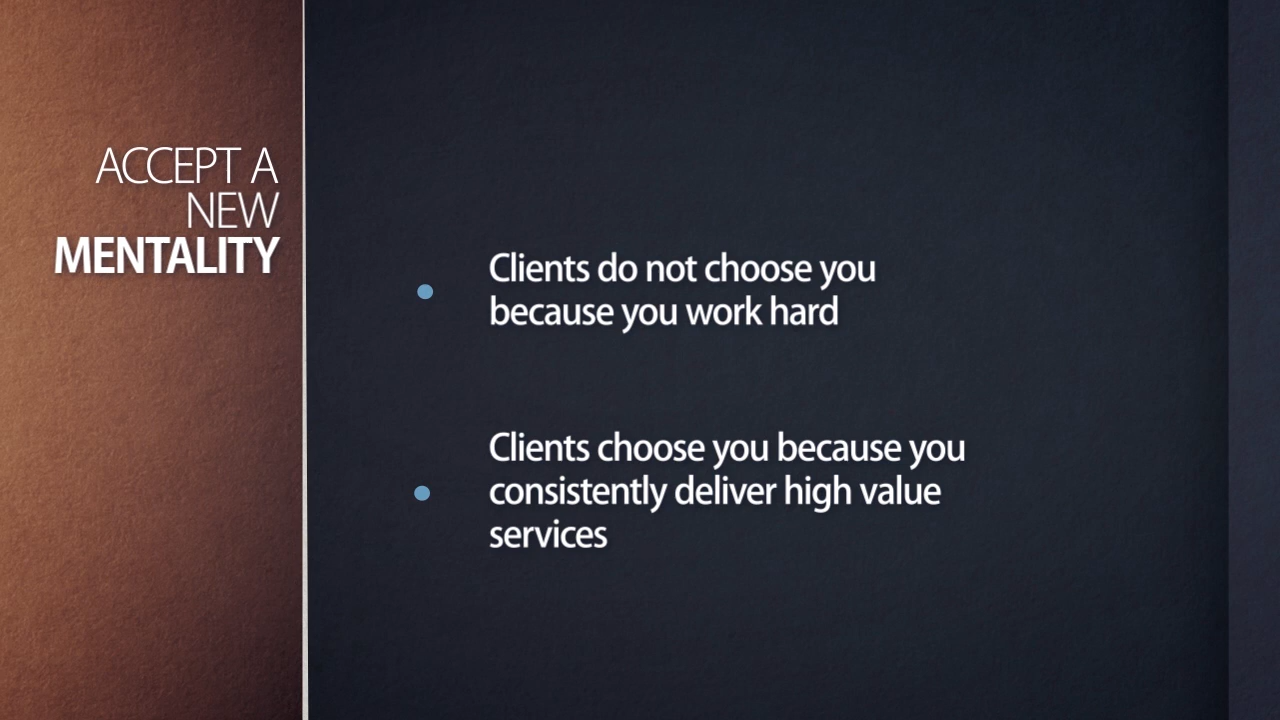 ACCEPT A
NEW
MENTALITY
Clients do not choose you
because you work hard
Clients choose you because you
consistently deliver high value
services